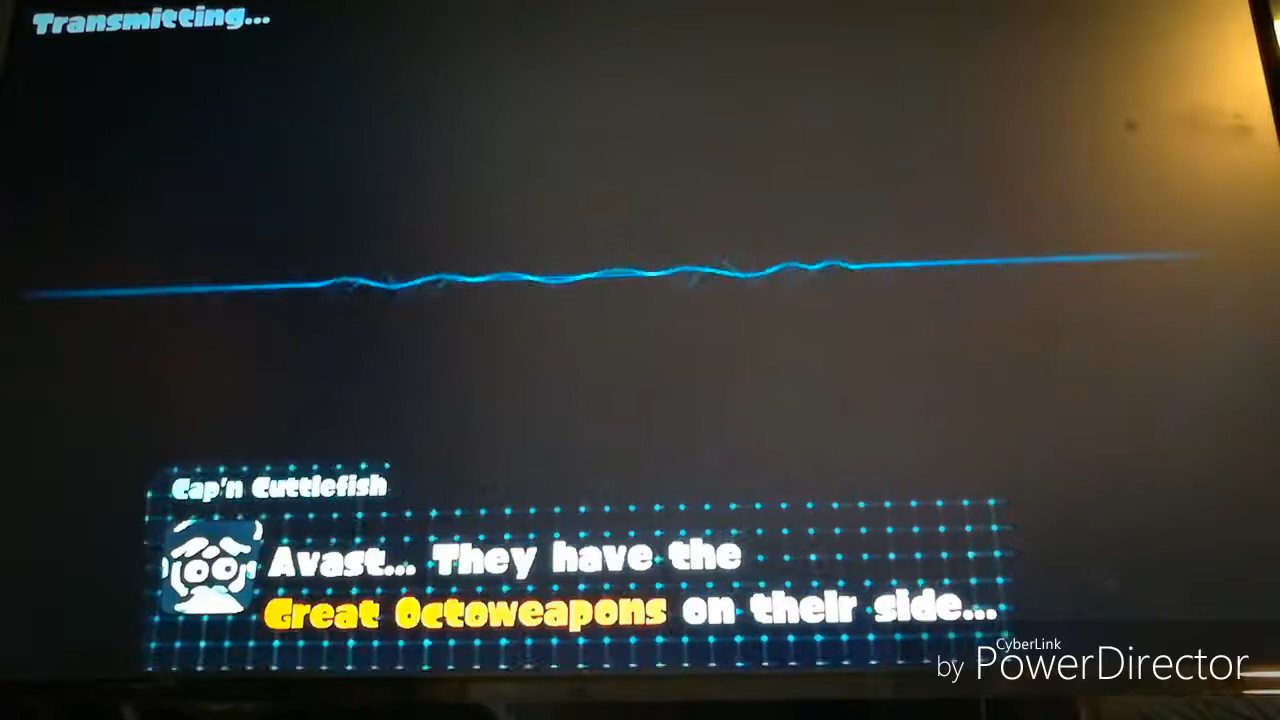 Transmitting...
Cap'n Cuttlefish
Avast... They have the
Great Octoweapons on their side...
CyberLink
by PowerDirector